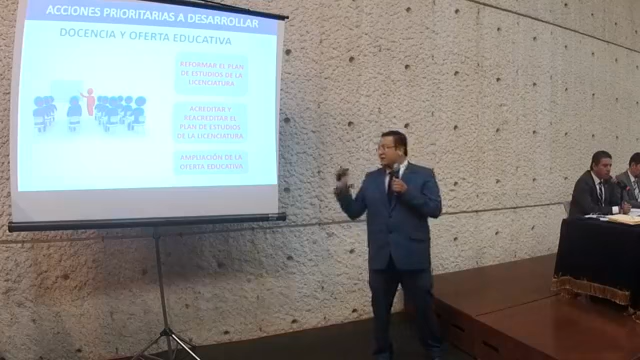 ACCIONES PRIORITARIAS A DESARROLLAR
DOCENCIA Y OFERTA EDUCATIVA
REFORMAR EL PLAN
DE ESTUDIOS DE LA
LICENCIATURA
ACREDITAR Y
REACREDITAR EL
PLAN DE ESTUDIOS
DE LA LICENCIATURA
AMPLIACIÓN DE LA
OFERTA EDUCATIVA